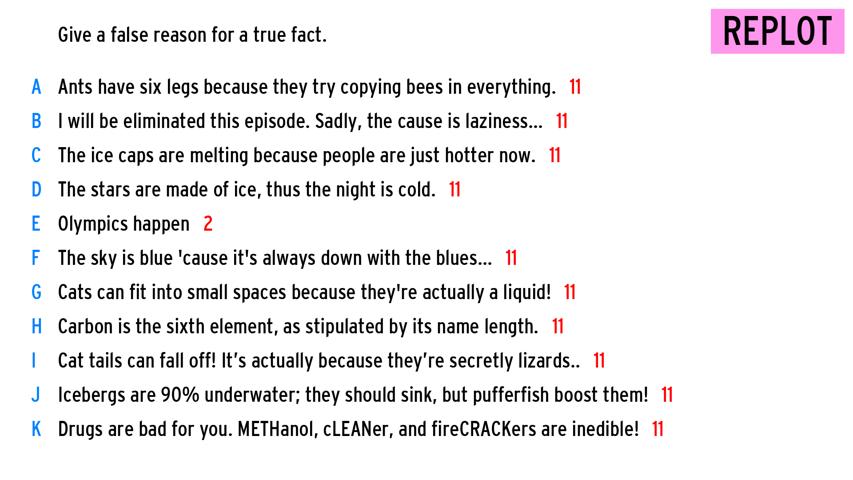 Give a false reason for a true fact.
REPLOT
A Ants have six legs because they try copying bees in everything. 11
B I will be eliminated this episode. Sadly, the cause is laziness... 11
C The ice caps are melting because people are just hotter now. 11
D The stars are made of ice, thus the night is cold. 11
E Olympics happen 2
F The sky is blue 'cause it's always down with the blues... 11
G Cats can fit into small spaces because they're actually a liquid! 11
H Carbon is the sixth element, as stipulated by its name length. 11
I Cat tails can fall off! It’s actually because they’re secretly lizards.. 11
J Icebergs are 90% underwater; they should sink, but pufferfish boost them! 11
K Drugs are bad for you. METHanol, cLEANer, and fireCRACKers are inedible! 11